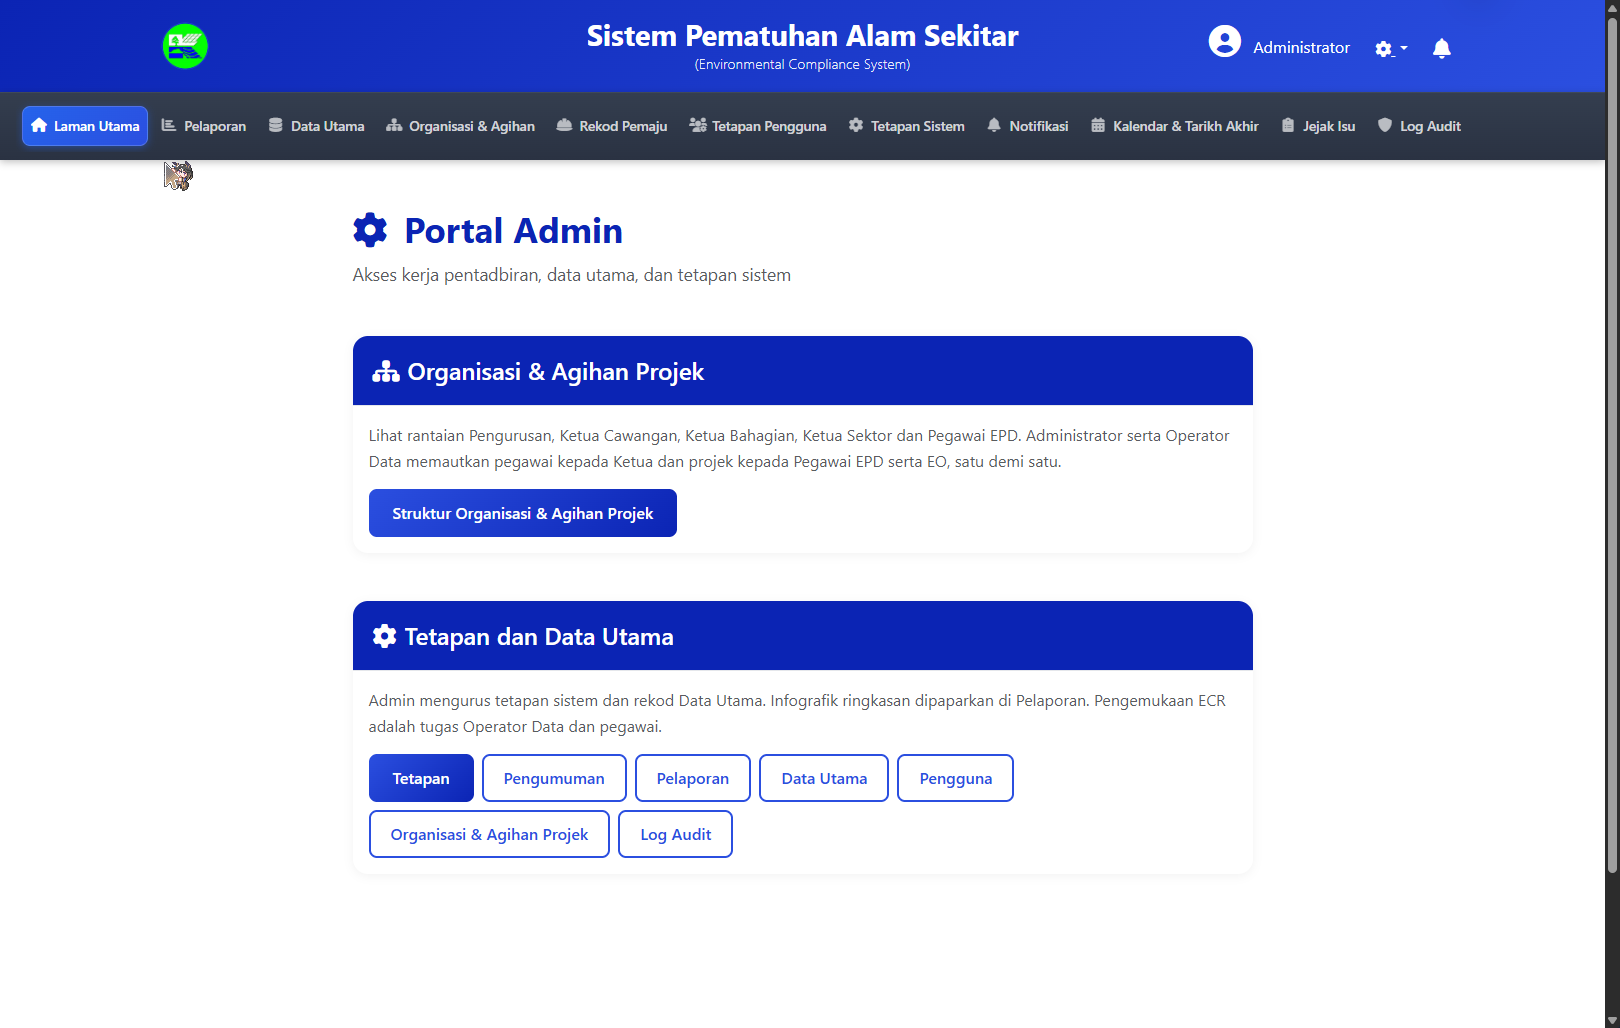 Sistem Pematuhan Alam Sekitar
(Environmental Compliance System)
Administrator
Laman Utama
Pelaporan
Data Utama
Organisasi & Agihan
Rekod Pemaju
Tetapan Pengguna
Tetapan Sistem
Notifikasi
Kalendar & Tarikh Akhir
Jejak Isu
Log Audit
Portal Admin
Akses kerja pentadbiran, data utama, dan tetapan sistem
Organisasi & Agihan Projek
Lihat rantaian Pengurusan, Ketua Cawangan, Ketua Bahagian, Ketua Sektor dan Pegawai EPD. Administrator serta Operator
Data memautkan pegawai kepada Ketua dan projek kepada Pegawai EPD serta EO, satu demi satu.
Struktur Organisasi & Agihan Projek
Tetapan dan Data Utama
Admin mengurus tetapan sistem dan rekod Data Utama. Infografik ringkasan dipaparkan di Pelaporan. Pengemukaan ECR
adalah tugas Operator Data dan pegawai.
Tetapan
Pengumuman
Pelaporan
Data Utama
Pengguna
Organisasi & Agihan Projek
Log Audit